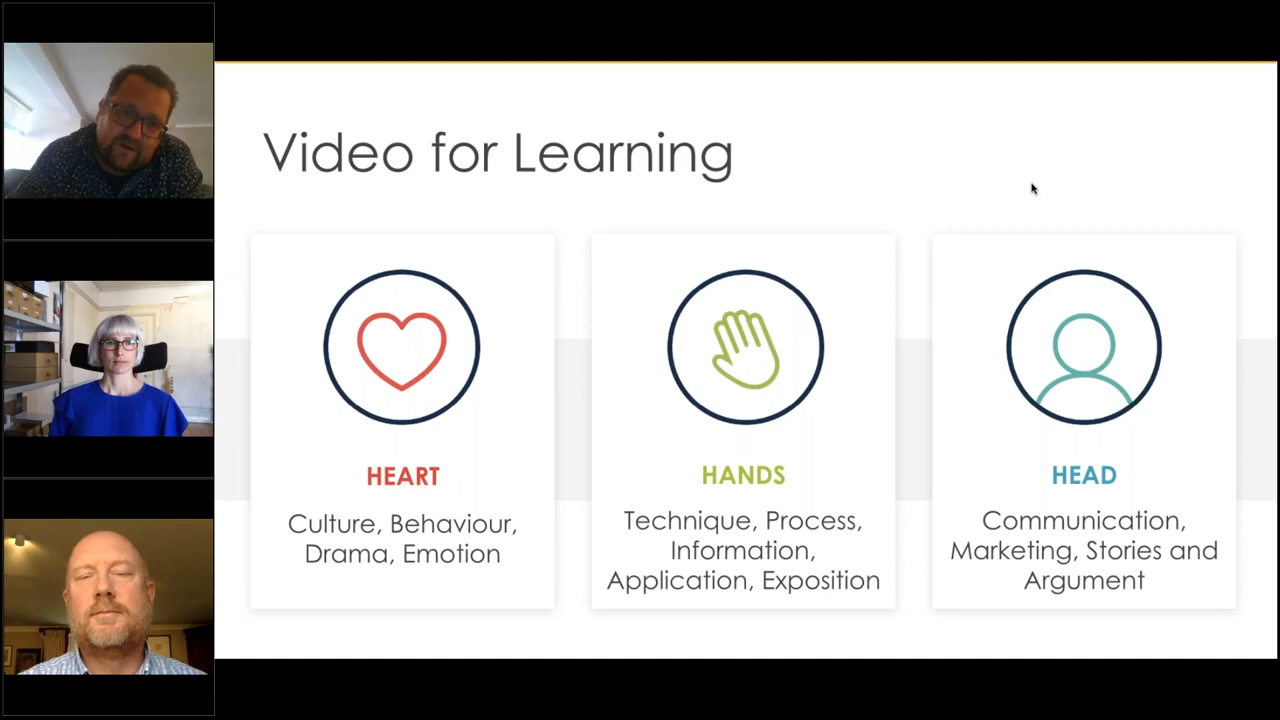 Video for Learning
HEART
Culture, Behaviour,
Drama, Emotion
HANDS
Technique, Process,
Information,
Application, Exposition
HEAD
Communication,
Marketing, Stories and
Argument